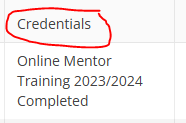 Credentials
Online Mentor
Training 2023/2024
Completed